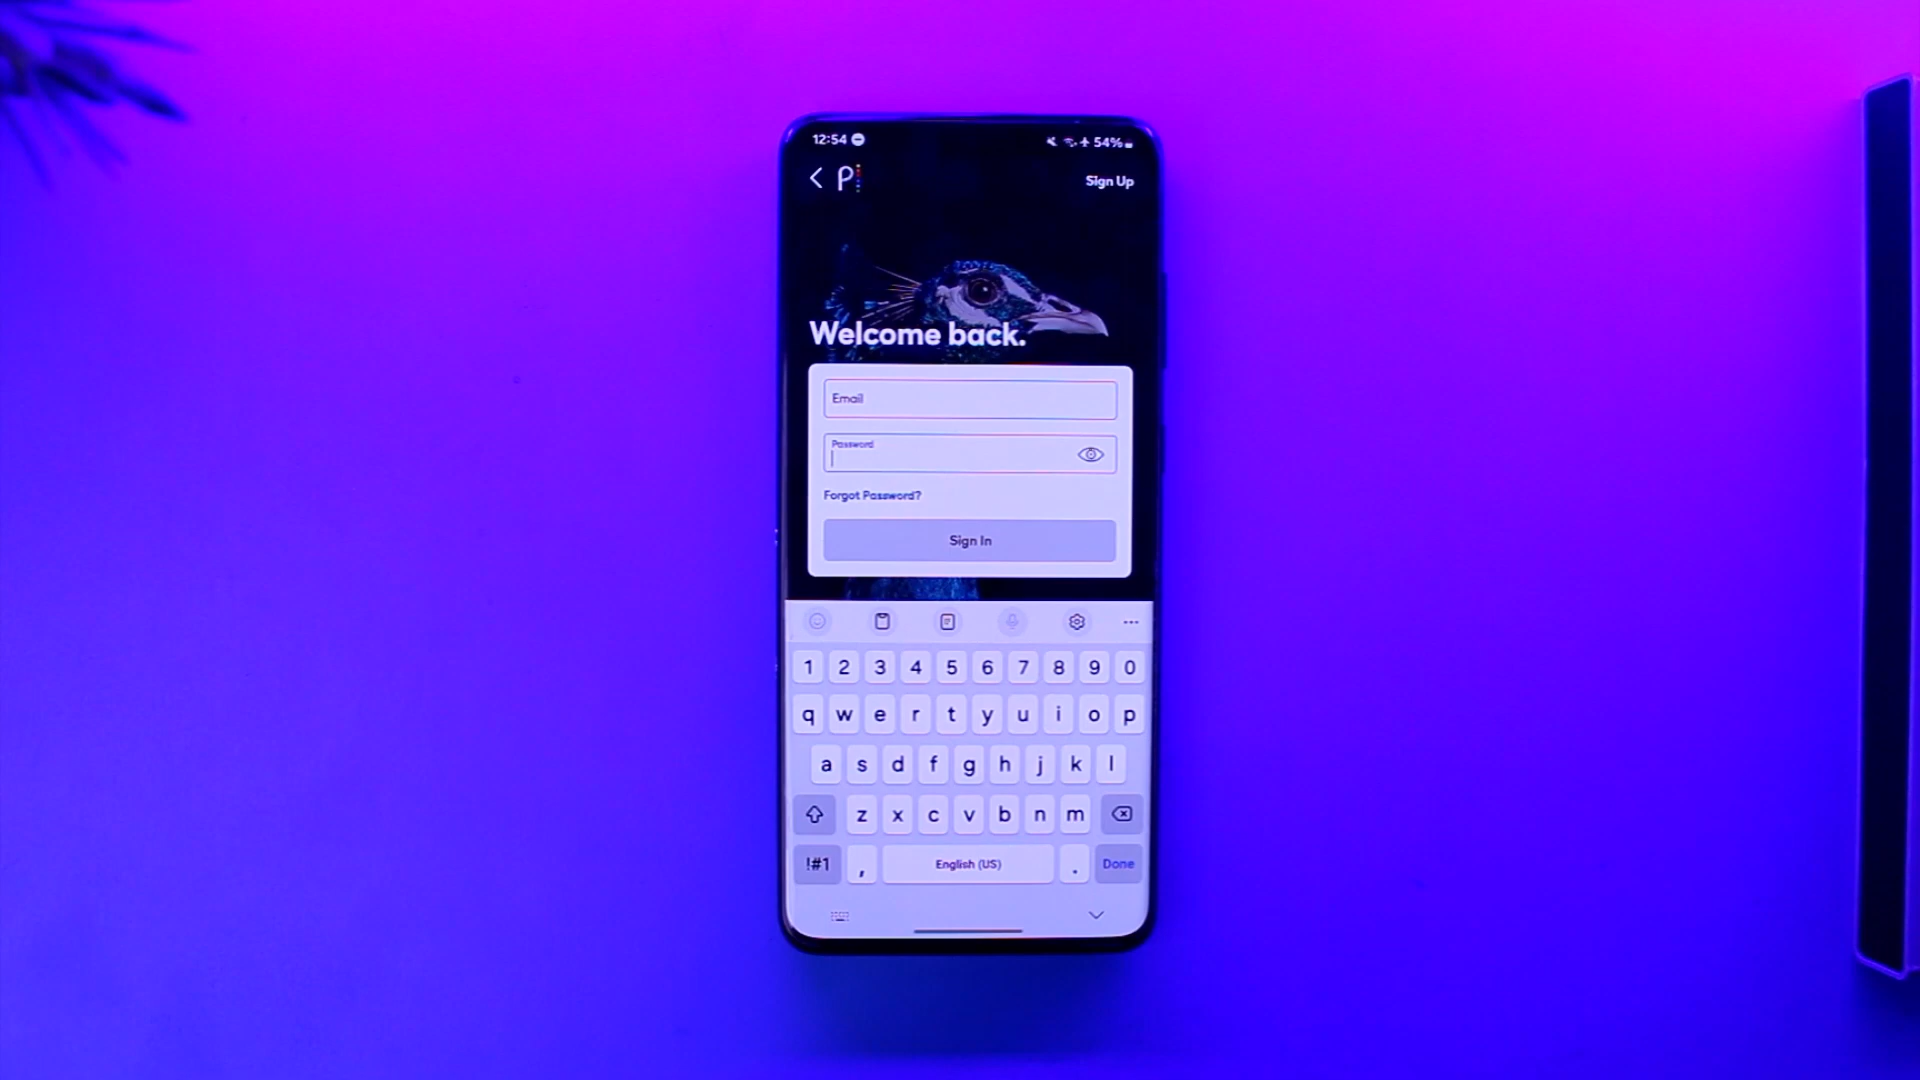 12:54 54%
P Sign Up
Welcome back.
Email
Password
Forgot Password?
Sign In
1 2 3 4 5 6 7 8 9 0
q w e r t y u i o p
a s d f g h j k l
z x c v b n m
!#1 , English (US) . Done